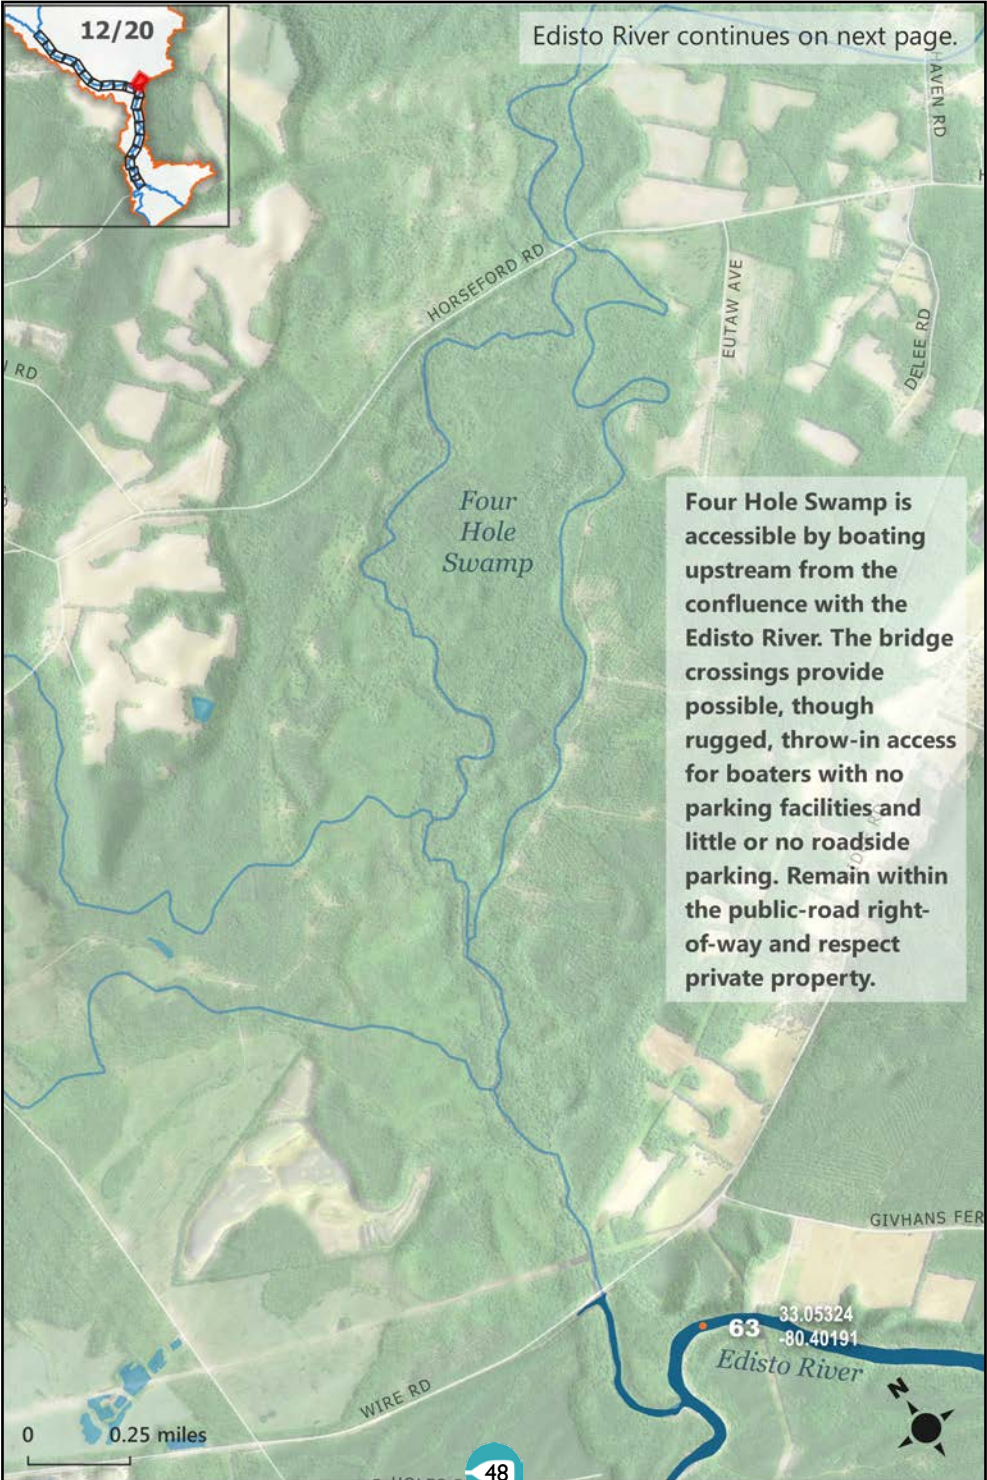 12/20
Edisto River continues on next page.
HAVEN RD
HORSEFORD RD
EUTAW AVE
DELEE RD
RD
Four
Hole
Swamp
Four Hole Swamp is
accessible by boating
upstream from the
confluence with the
Edisto River. The bridge
crossings provide
possible, though
rugged, throw-in access
for boaters with no
parking facilities and
little or no roadside
parking. Remain within
the public-road right-
of-way and respect
private property.
GIVHANS FER
63
33.05324
-80.40191
Edisto River
N
WIRE RD
0 0.25 miles
48